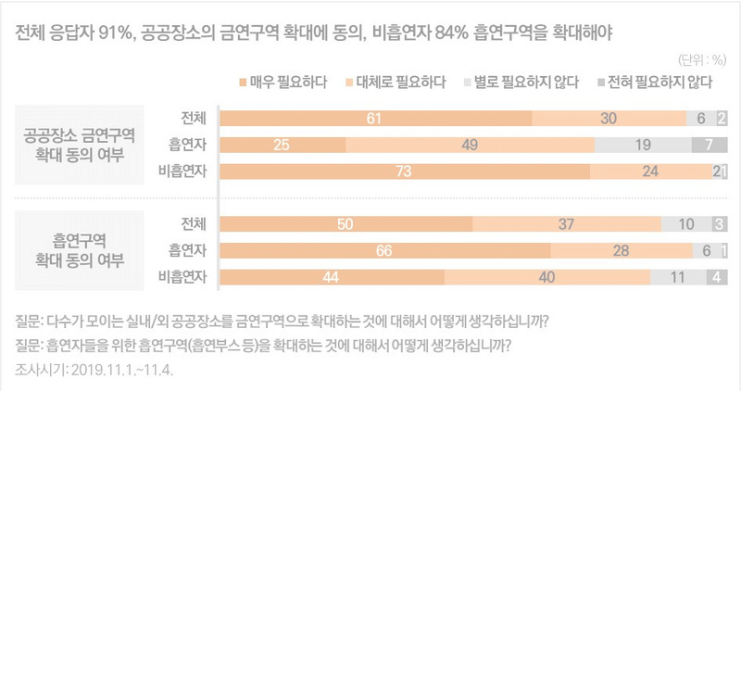 전체 응답자 91%, 공공장소의 금연구역 확대에 동의, 비흡연자 84% 흡연구역을 확대해야
(단위 : %)
■ 매우 필요하다 ■ 대체로 필요하다 ■ 별로 필요하지 않다 ■ 전혀 필요하지 않다
공공장소 금연구역
확대 동의 여부
전체 61 30 6 2
흡연자 25 49 19 7
비흡연자 73 24 2 1
흡연구역
확대 동의 여부
전체 50 37 10 3
흡연자 66 28 6 1
비흡연자 44 40 11 4
질문: 다수가 모이는 실내/외 공공장소를 금연구역으로 확대하는 것에 대해서 어떻게 생각하십니까?
질문: 흡연자들을 위한 흡연구역(흡연부스 등)을 확대하는 것에 대해서 어떻게 생각하십니까?
조사시기: 2019.11.1.~11.4.